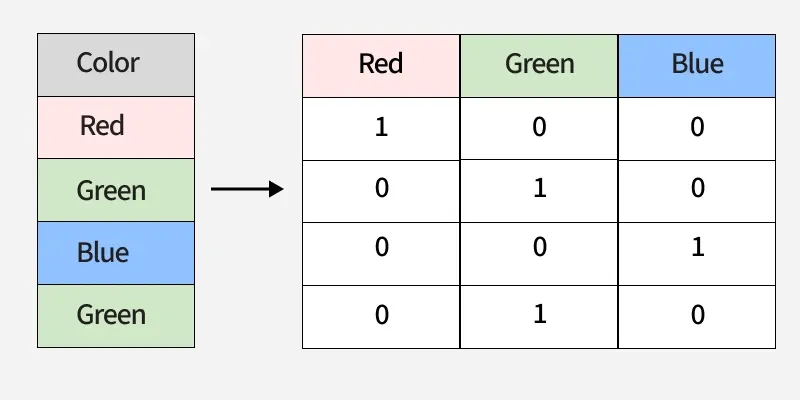 Color
Red
Green
Blue
Green
Red Green Blue
1 0 0
0 1 0
0 0 1
0 1 0